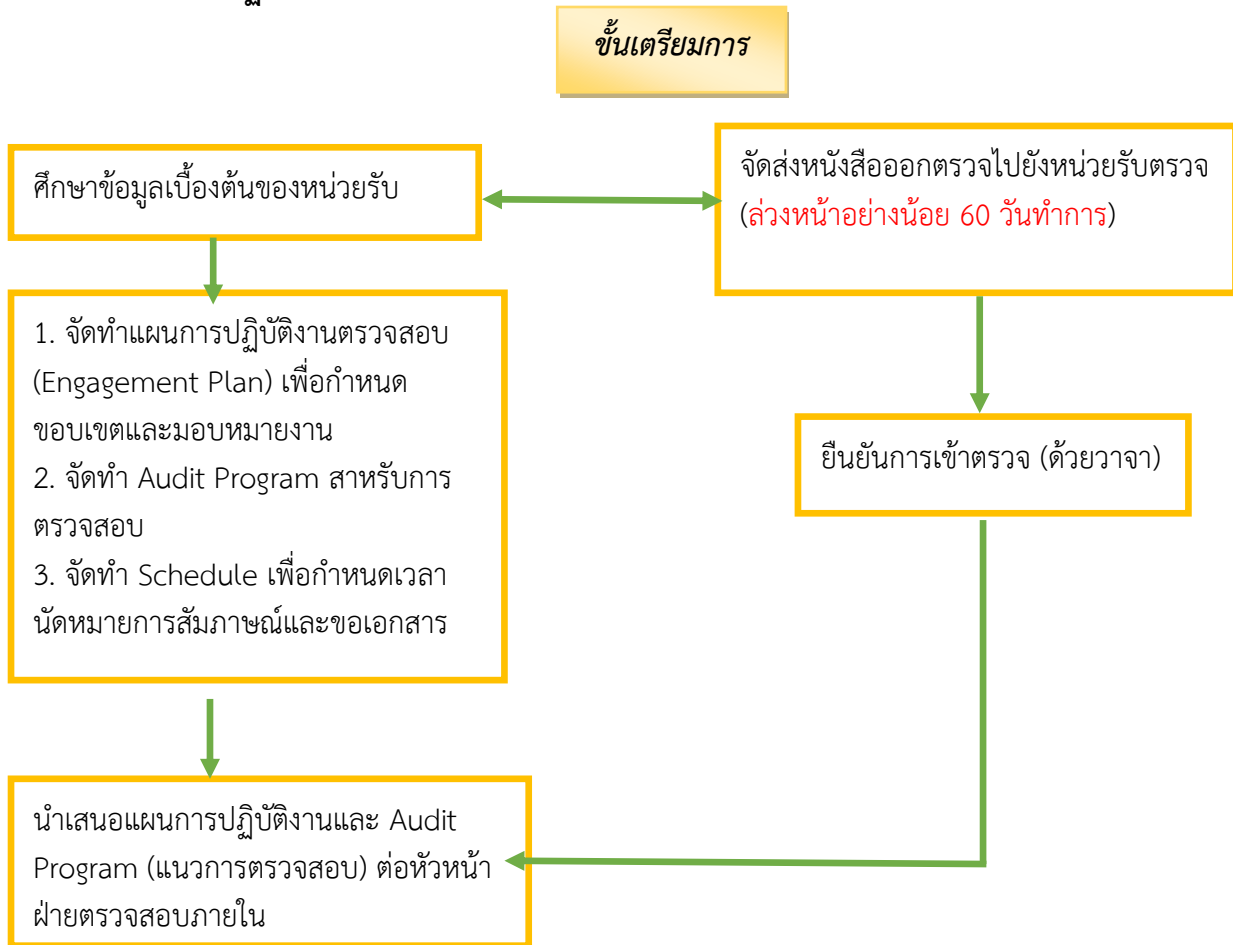 ขั้นเตรียมการ
ศึกษาข้อมูลเบื้องต้นของหน่วยรับ
จัดส่งหนังสือออกตรวจไปยังหน่วยรับตรวจ
(ล่วงหน้าอย่างน้อย 60 วันทำการ)
1. จัดทำแผนการปฏิบัติงานตรวจสอบ
(Engagement Plan) เพื่อกำหนด
ขอบเขตและมอบหมายงาน
2. จัดทำ Audit Program สาหรับการ
ตรวจสอบ
3. จัดทำ Schedule เพื่อกำหนดเวลา
นัดหมายการสัมภาษณ์และขอเอกสาร
ยืนยันการเข้าตรวจ (ด้วยวาจา)
นำเสนอแผนการปฏิบัติงานและ Audit
Program (แนวการตรวจสอบ) ต่อหัวหน้า
ฝ่ายตรวจสอบภายใน